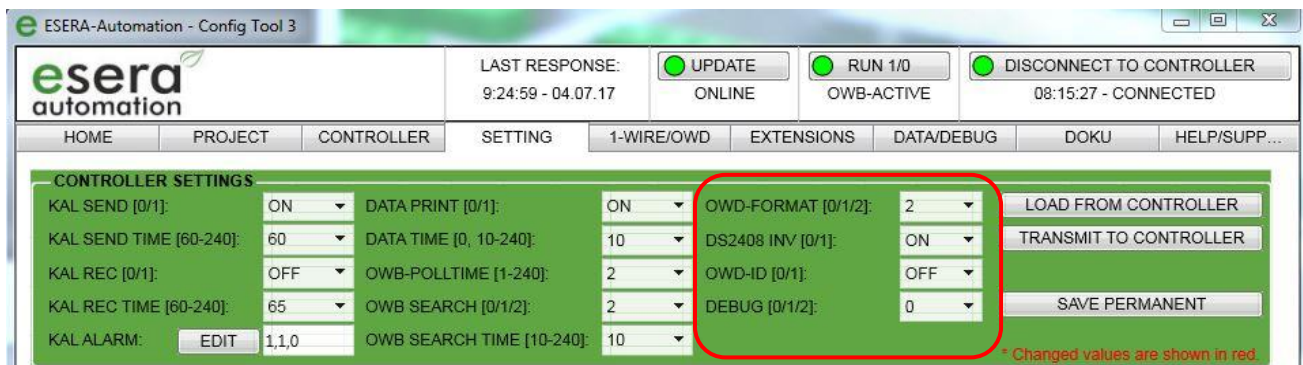 ESERA-Automation - Config Tool 3
esera
automation
LAST RESPONSE:
9:24:59 - 04.07.17
UPDATE
ONLINE
RUN 1/0
OWB-ACTIVE
DISCONNECT TO CONTROLLER
08:15:27 - CONNECTED
HOME PROJECT CONTROLLER SETTING 1-WIRE/OWD EXTENSIONS DATA/DEBUG DOKU HELP/SUPP...
CONTROLLER SETTINGS
KAL SEND [0/1]: ON DATA PRINT [0/1]: ON OWD-FORMAT [0/1/2]: 2 LOAD FROM CONTROLLER
KAL SEND TIME [60-240]: 60 DATA TIME [0, 10-240]: 10 DS2408 INV [0/1]: ON TRANSMIT TO CONTROLLER
KAL REC [0/1]: OFF OWB-POLLTIME [1-240]: 2 OWD-ID [0/1]: OFF
KAL REC TIME [60-240]: 65 OWB SEARCH [0/1/2]: 2 DEBUG [0/1/2]: 0 SAVE PERMANENT
KAL ALARM: EDIT 1,1,0 OWB SEARCH TIME [10-240]: 10
* Changed values are shown in red.